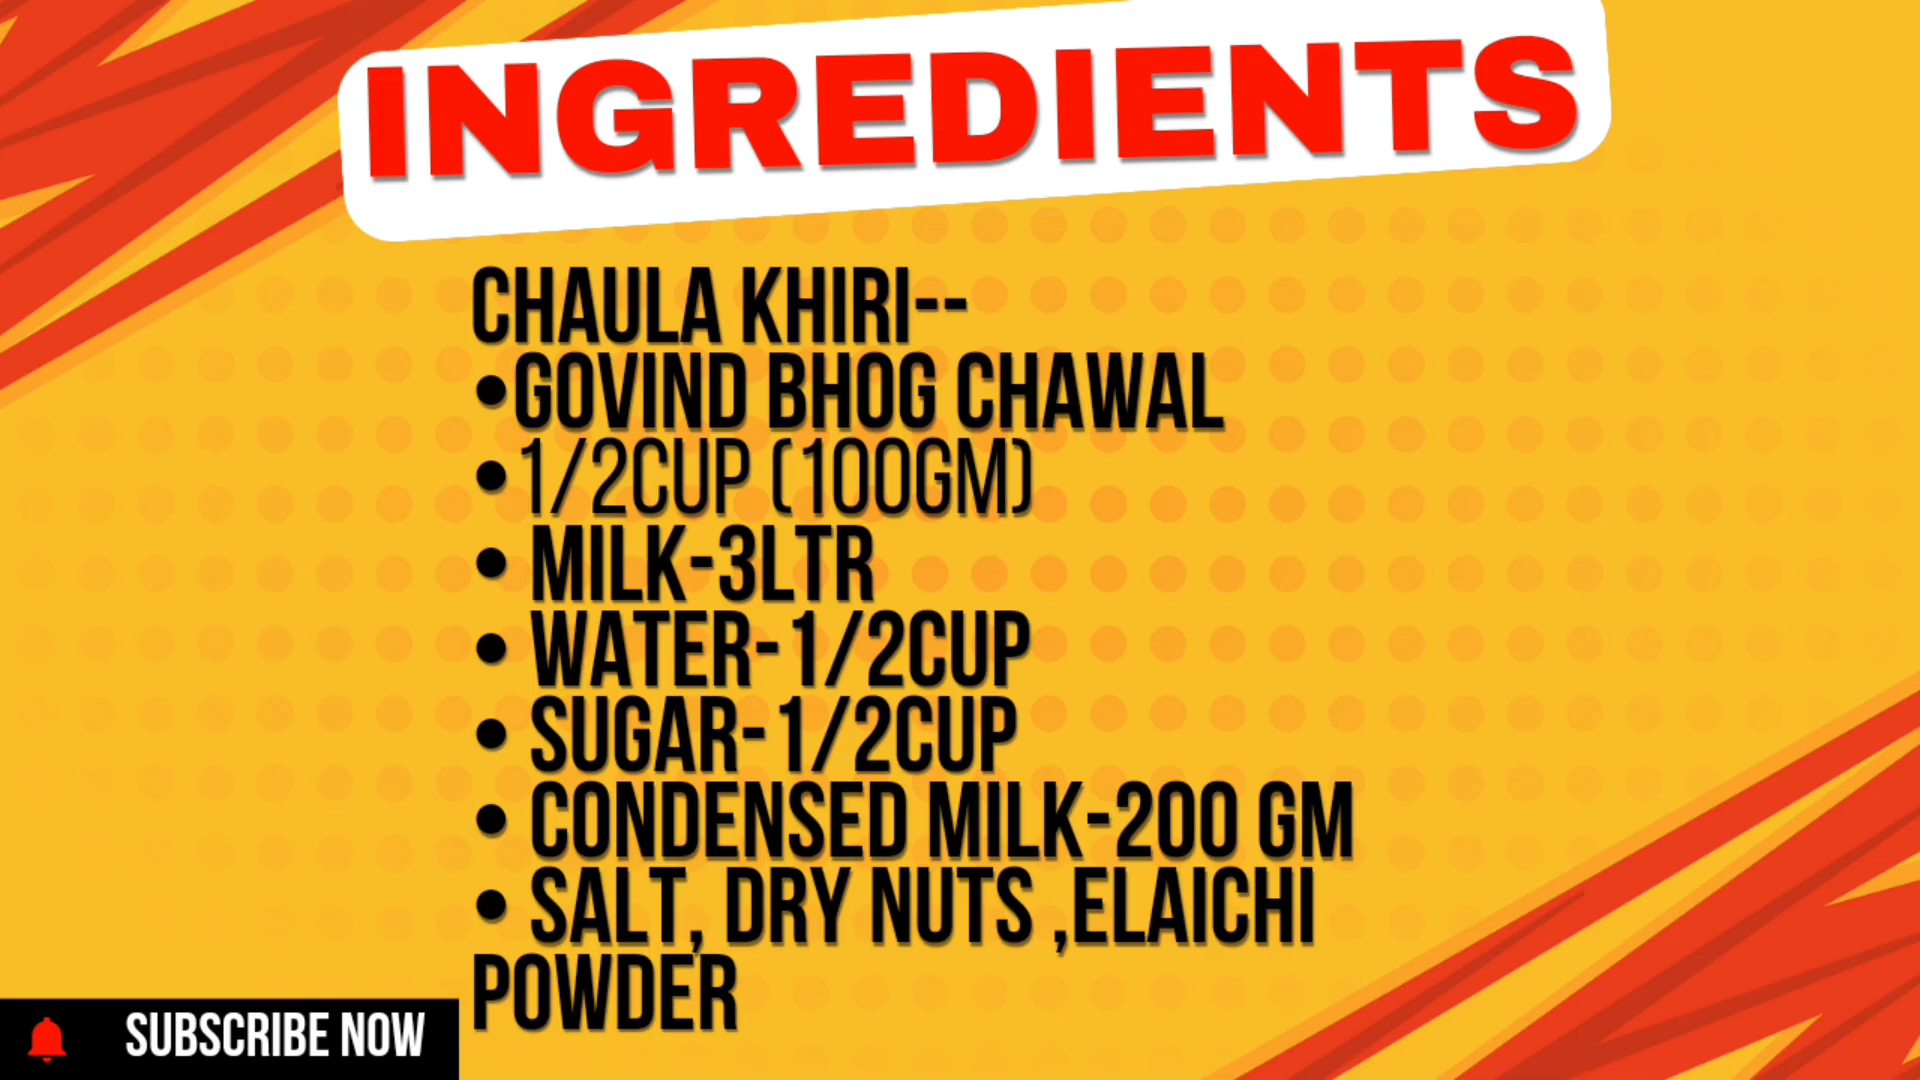 INGREDIENTS
CHAULA KHIRI--
•GOVIND BHOG CHAWAL
•1/2CUP (100GM)
• MILK-3LTR
• WATER-1/2CUP
• SUGAR-1/2CUP
• CONDENSED MILK-200 GM
• SALT, DRY NUTS ,ELAICHI
POWDER
SUBSCRIBE NOW